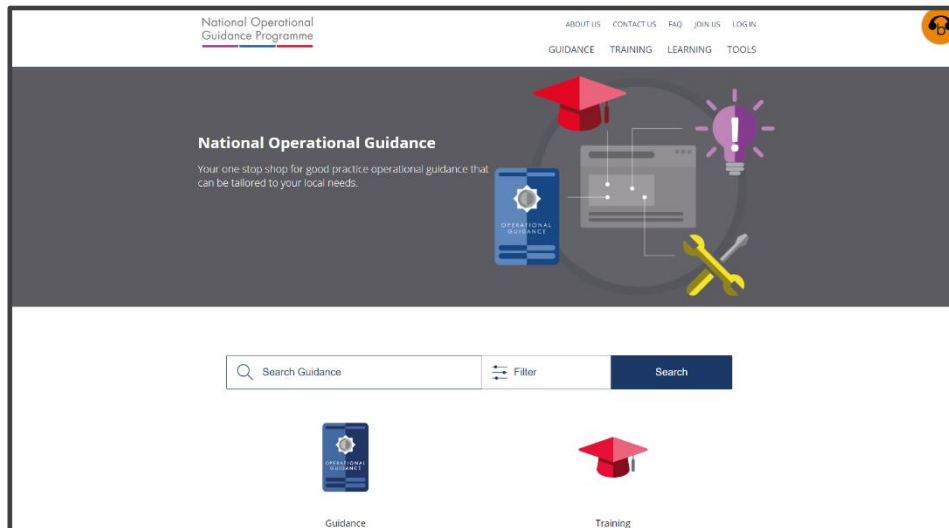 National Operational
Guidance Programme
ABOUT US CONTACT US FAQ JOIN US LOG IN
GUIDANCE TRAINING LEARNING TOOLS
National Operational Guidance
Your one stop shop for good practice operational guidance that
can be tailored to your local needs.
OPERATIONAL
GUIDANCE
Search Guidance
Filter
Search
OPERATIONAL
GUIDANCE
Guidance
Training